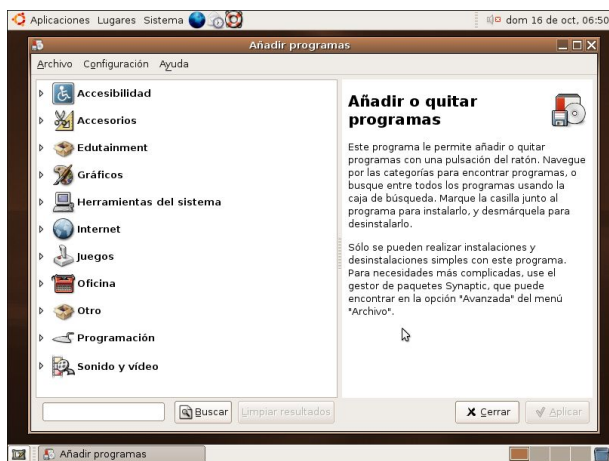 Aplicaciones Lugares Sistema
dom 16 de oct, 06:50
Añadir programas
Archivo Configuración Ayuda
Accesibilidad
Accesorios
Edutainment
Gráficos
Herramientas del sistema
Internet
Juegos
Oficina
Otro
Programación
Sonido y vídeo
Añadir o quitar
programas
Este programa le permite añadir o quitar
programas con una pulsación del ratón. Navegue
por las categorías para encontrar programas, o
busque entre todos los programas usando la
caja de búsqueda. Marque la casilla junto al
programa para instalarlo, y desmárquela para
desinstalarlo.
Sólo se pueden realizar instalaciones y
desinstalaciones simples con este programa.
Para necesidades más complicadas, use el
gestor de paquetes Synaptic, que puede
encontrar en la opción "Avanzada" del menú
"Archivo".
Buscar
Limpiar resultados
Cerrar
Aplicar
Añadir programas